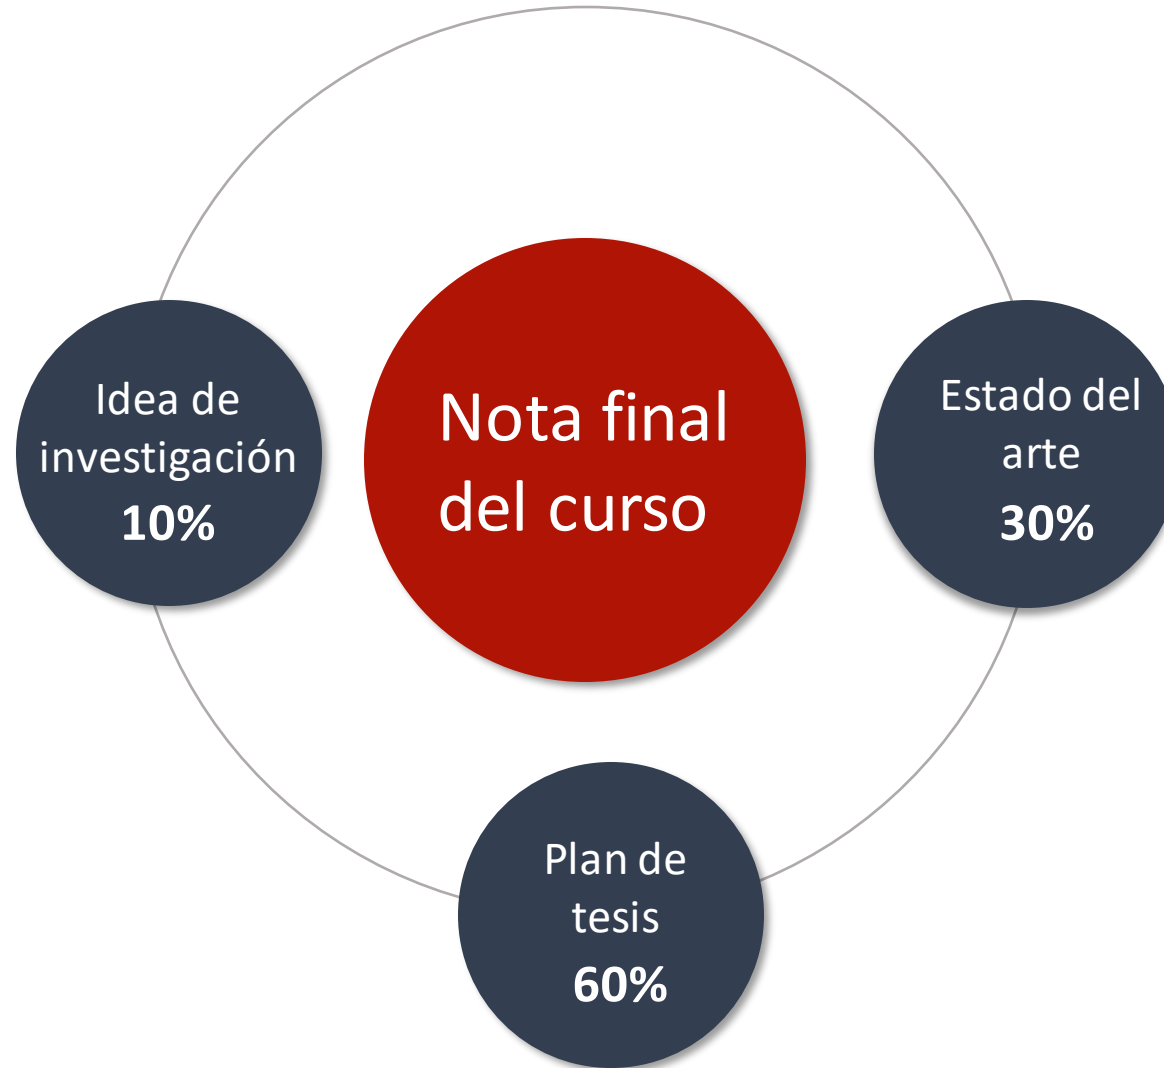 Nota final
del curso
Idea de
investigación
10%
Estado del
arte
30%
Plan de
tesis
60%